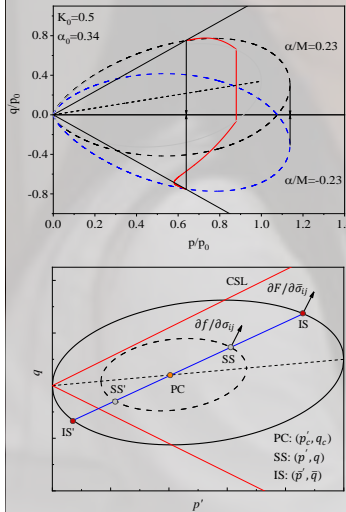 K₀=0.5
α₀=0.34
α/M=0.23
α/M=-0.23
q/p₀
0.8
0.4
0.0
-0.4
-0.8
0.0 0.2 0.4 0.6 0.8 1.0 1.2 1.
p/p₀
CSL
∂F/∂σ̄ᵢⱼ
∂f/∂σᵢⱼ
IS
SS
PC
SS'
IS'
q
PC: (p'c, qc)
SS: (p', q)
IS: (p̄', q̄)
p'